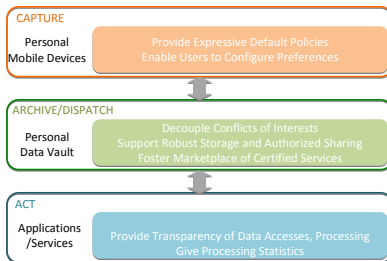 CAPTURE
Personal
Mobile Devices
Provide Expressive Default Policies
Enable Users to Configure Preferences
ARCHIVE/DISPATCH
Personal
Data Vault
Decouple Conflicts of Interests
Support Robust Storage and Authorized Sharing
Foster Marketplace of Certified Services
ACT
Applications
/Services
Provide Transparency of Data Accesses, Processing
Give Processing Statistics